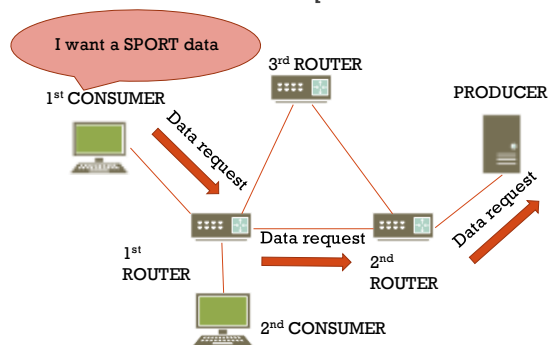 I want a SPORT data
3rd ROUTER
1st CONSUMER
PRODUCER
Data request
Data request
Data request
1st
ROUTER
2nd
ROUTER
2nd CONSUMER